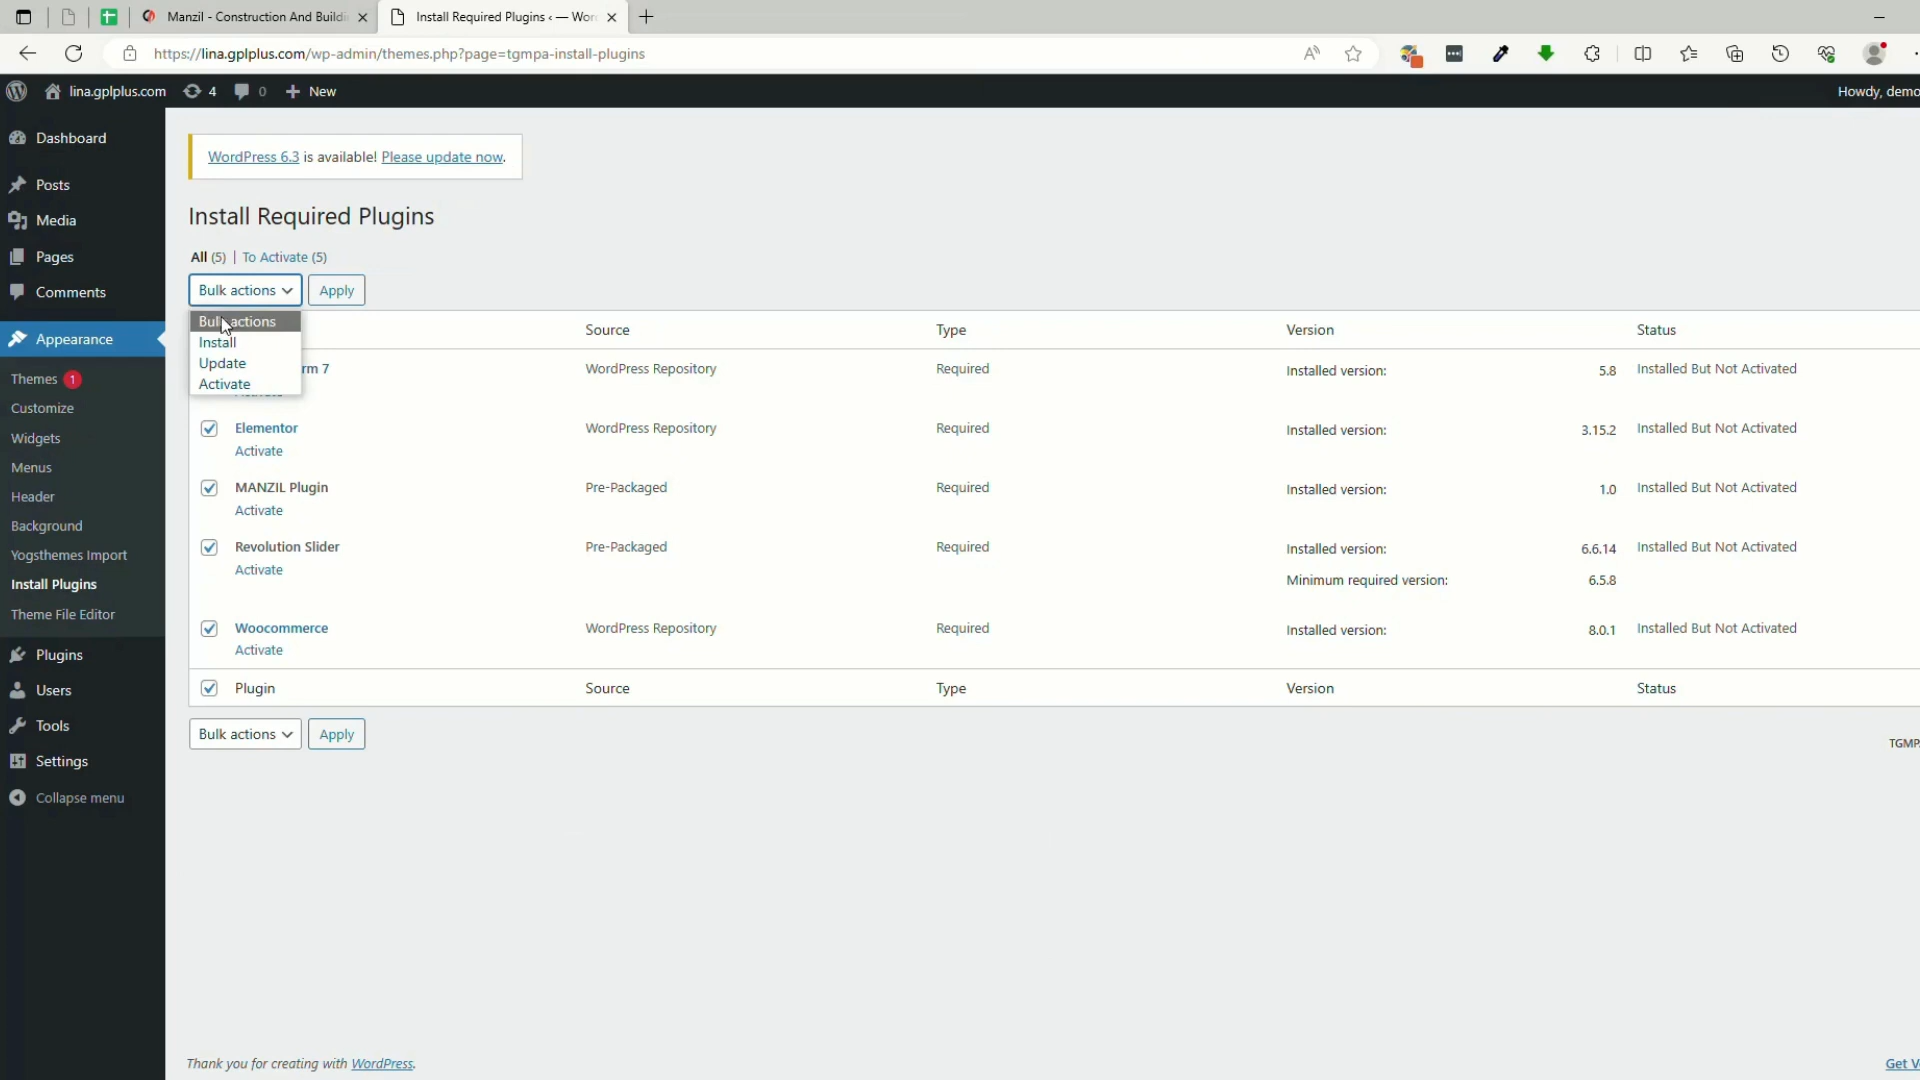 Manzil - Construction And Buildi
Install Required Plugins ‹ — Wor
https://lina.gplplus.com/wp-admin/themes.php?page=tgmpa-install-plugins
lina.gplplus.com 4 0 New
Howdy, demo
Dashboard
Posts
Media
Pages
Comments
Appearance
Themes 1
Customize
Widgets
Menus
Header
Background
Yogsthemes Import
Install Plugins
Theme File Editor
Plugins
Users
Tools
Settings
Collapse menu
WordPress 6.3 is available! Please update now.
Install Required Plugins
All (5) | To Activate (5)
Bulk actions Apply
Bulk actions
Install
Update
Activate
Source Type Version Status
rm 7 WordPress Repository Required Installed version: 5.8 Installed But Not Activated
Elementor WordPress Repository Required Installed version: 3.15.2 Installed But Not Activated
Activate
MANZIL Plugin Pre-Packaged Required Installed version: 1.0 Installed But Not Activated
Activate
Revolution Slider Pre-Packaged Required Installed version: 6.6.14 Installed But Not Activated
Activate
Minimum required version: 6.5.8
Woocommerce WordPress Repository Required Installed version: 8.0.1 Installed But Not Activated
Activate
Plugin Source Type Version Status
Bulk actions Apply
TGMP
Thank you for creating with WordPress.
Get V